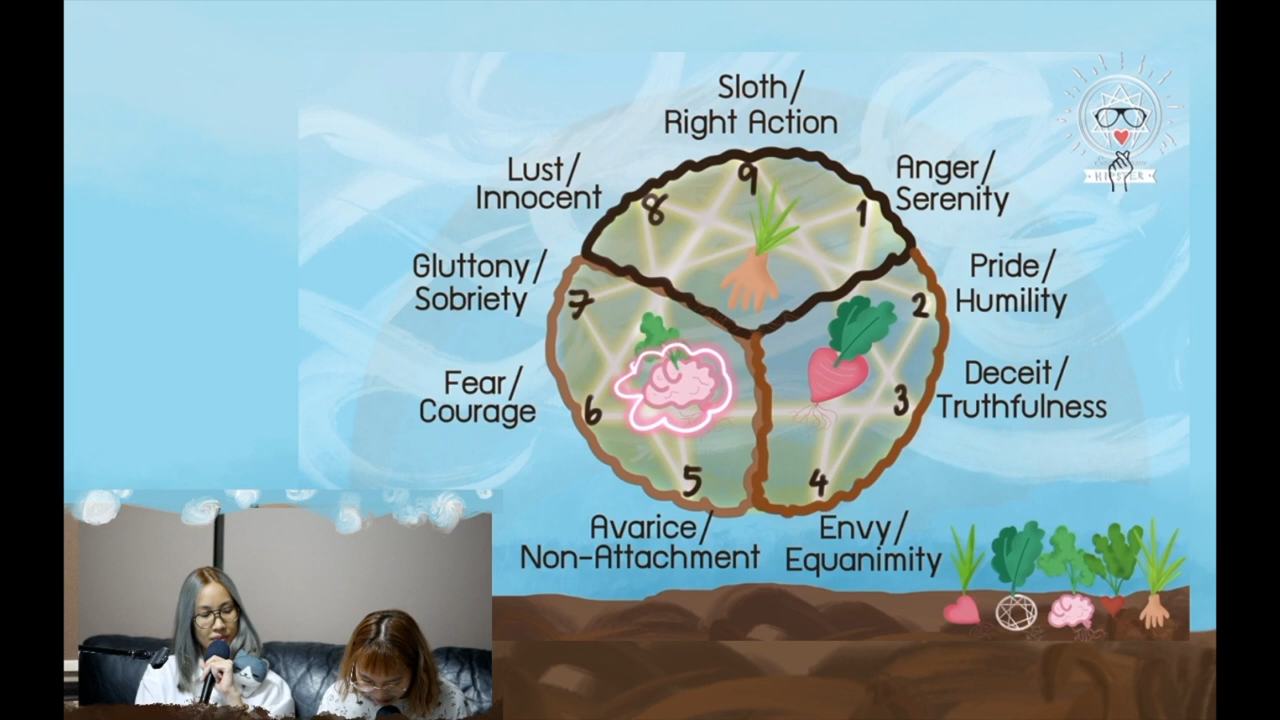 Sloth/
Right Action
Lust/
Innocent
Anger/
Serenity
9
8
1
Gluttony/
Sobriety
Pride/
Humility
7
2
Fear/
Courage
Deceit/
Truthfulness
6
3
5
4
Avarice/
Non-Attachment
Envy/
Equanimity
HIPSTER